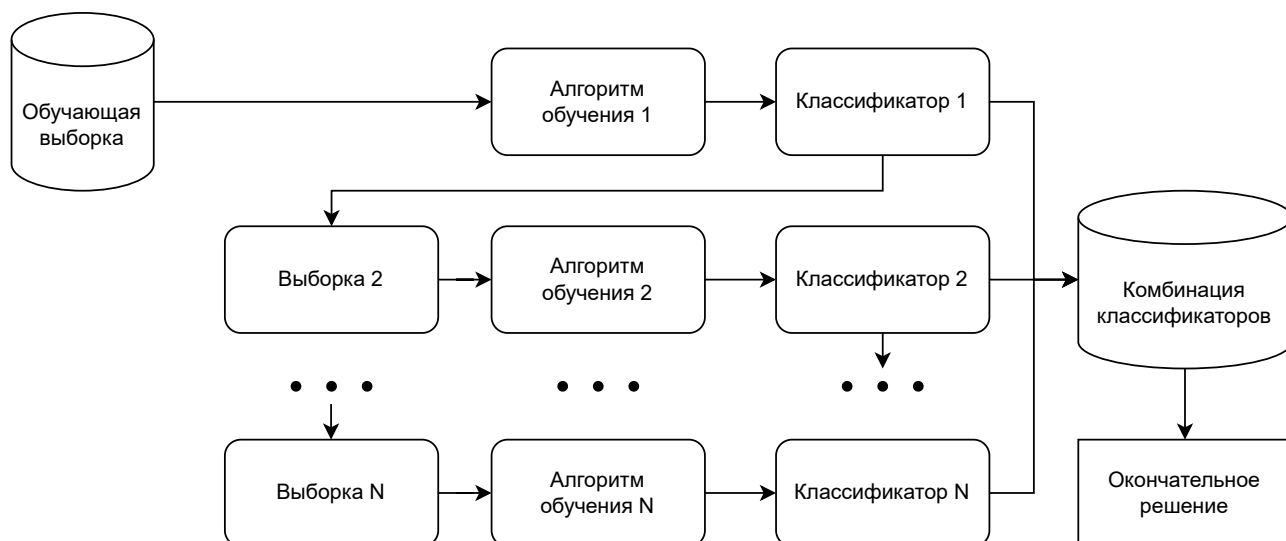 Обучающая
выборка
Алгоритм
обучения 1
Классификатор 1
Выборка 2
Алгоритм
обучения 2
Классификатор 2
Комбинация
классификаторов
Выборка N
Алгоритм
обучения N
Классификатор N
Окончательное
решение